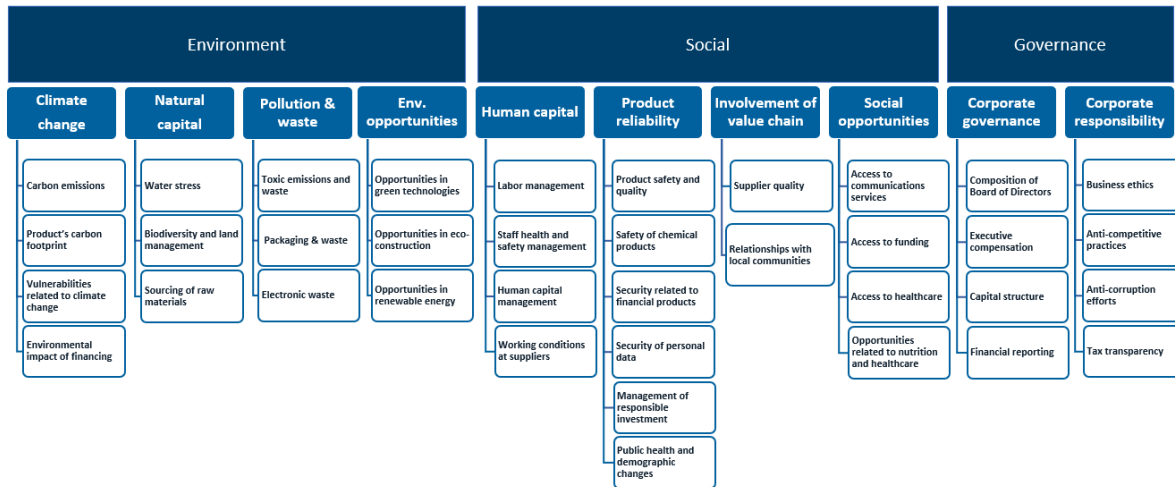 Environment
Social
Governance
Climate
change
Natural
capital
Pollution &
waste
Env.
opportunities
Human capital
Product
reliability
Involvement of
value chain
Social
opportunities
Corporate
governance
Corporate
responsibility
Carbon emissions
Product's carbon
footprint
Vulnerabilities
related to climate
change
Environmental
impact of financing
Water stress
Biodiversity and land
management
Sourcing of raw
materials
Toxic emissions and
waste
Packaging & waste
Electronic waste
Opportunities in
green technologies
Opportunities in eco-
construction
Opportunities in
renewable energy
Labor management
Staff health and
safety management
Human capital
management
Working conditions
at suppliers
Product safety and
quality
Safety of chemical
products
Security related to
financial products
Security of personal
data
Management of
responsible
investment
Public health and
demographic
changes
Supplier quality
Relationships with
local communities
Access to
communications
services
Access to funding
Access to healthcare
Opportunities
related to nutrition
and healthcare
Composition of
Board of Directors
Executive
compensation
Capital structure
Financial reporting
Business ethics
Anti-competitive
practices
Anti-corruption
efforts
Tax transparency